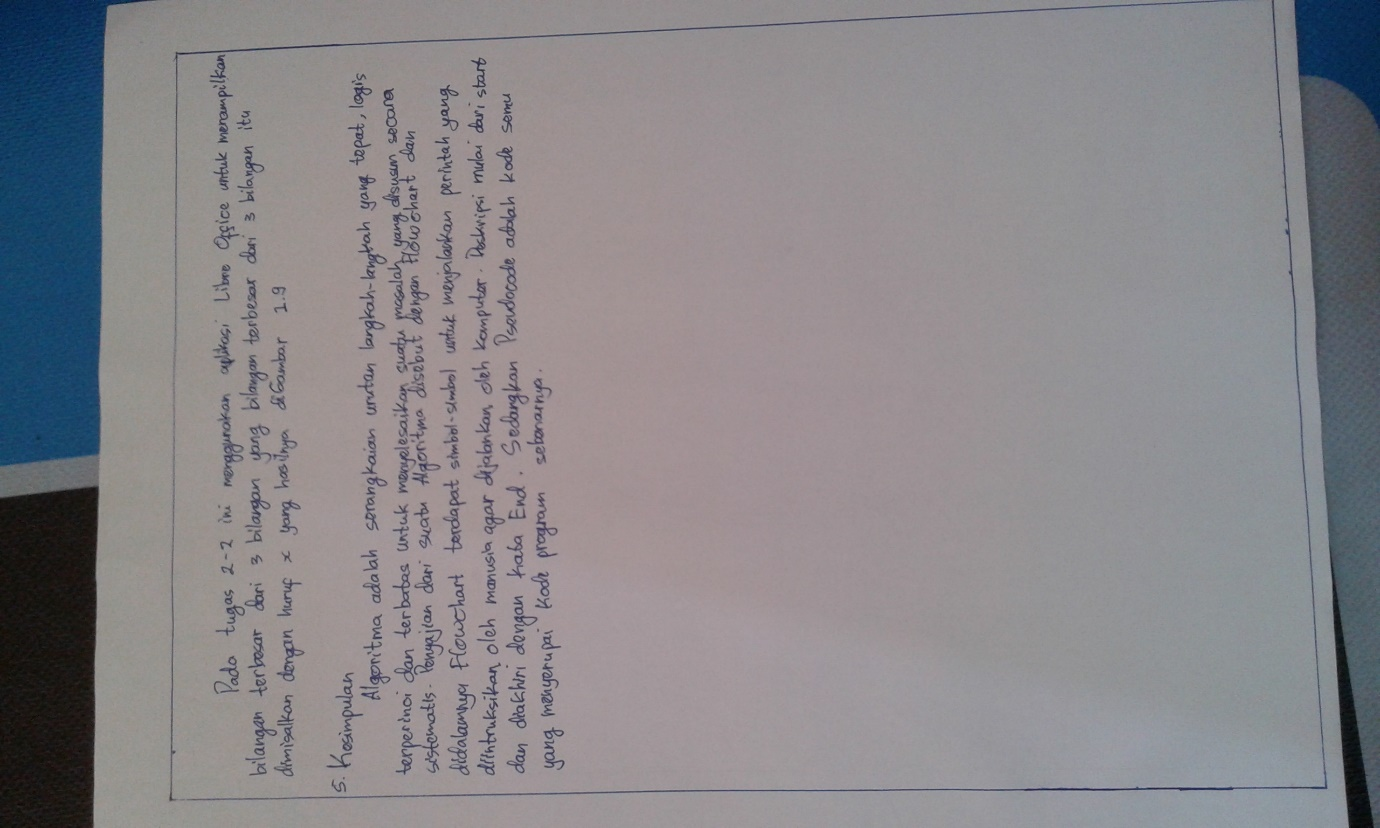 Pada tugas 2-2 ini menggunakan aplikasi Libre Office untuk menampilkan
bilangan terbesar dari 3 bilangan yang bilangan terbesar dari 3 bilangan itu
dimisalkan dengan huruf x yang hasilnya diGambar 2.9
5. Kesimpulan
Algoritma adalah serangkaian urutan langkah-langkah yang tepat, logis
terperinci dan terbatas untuk menyelesaikan suatu masalah yang disusun secara
sistematis. Penyajian dari suatu Algoritma disebut dengan Flowchart dan
didalamnya Flowchart terdapat simbol-simbol untuk menjalankan perintah yang
diintruksikan oleh manusia agar dijalankan oleh komputer. Deskripsi mulai dari start
dan diakhiri dengan kata End. Sedangkan Pseudocode adalah kode semu
yang menyerupai kode program sebenarnya.